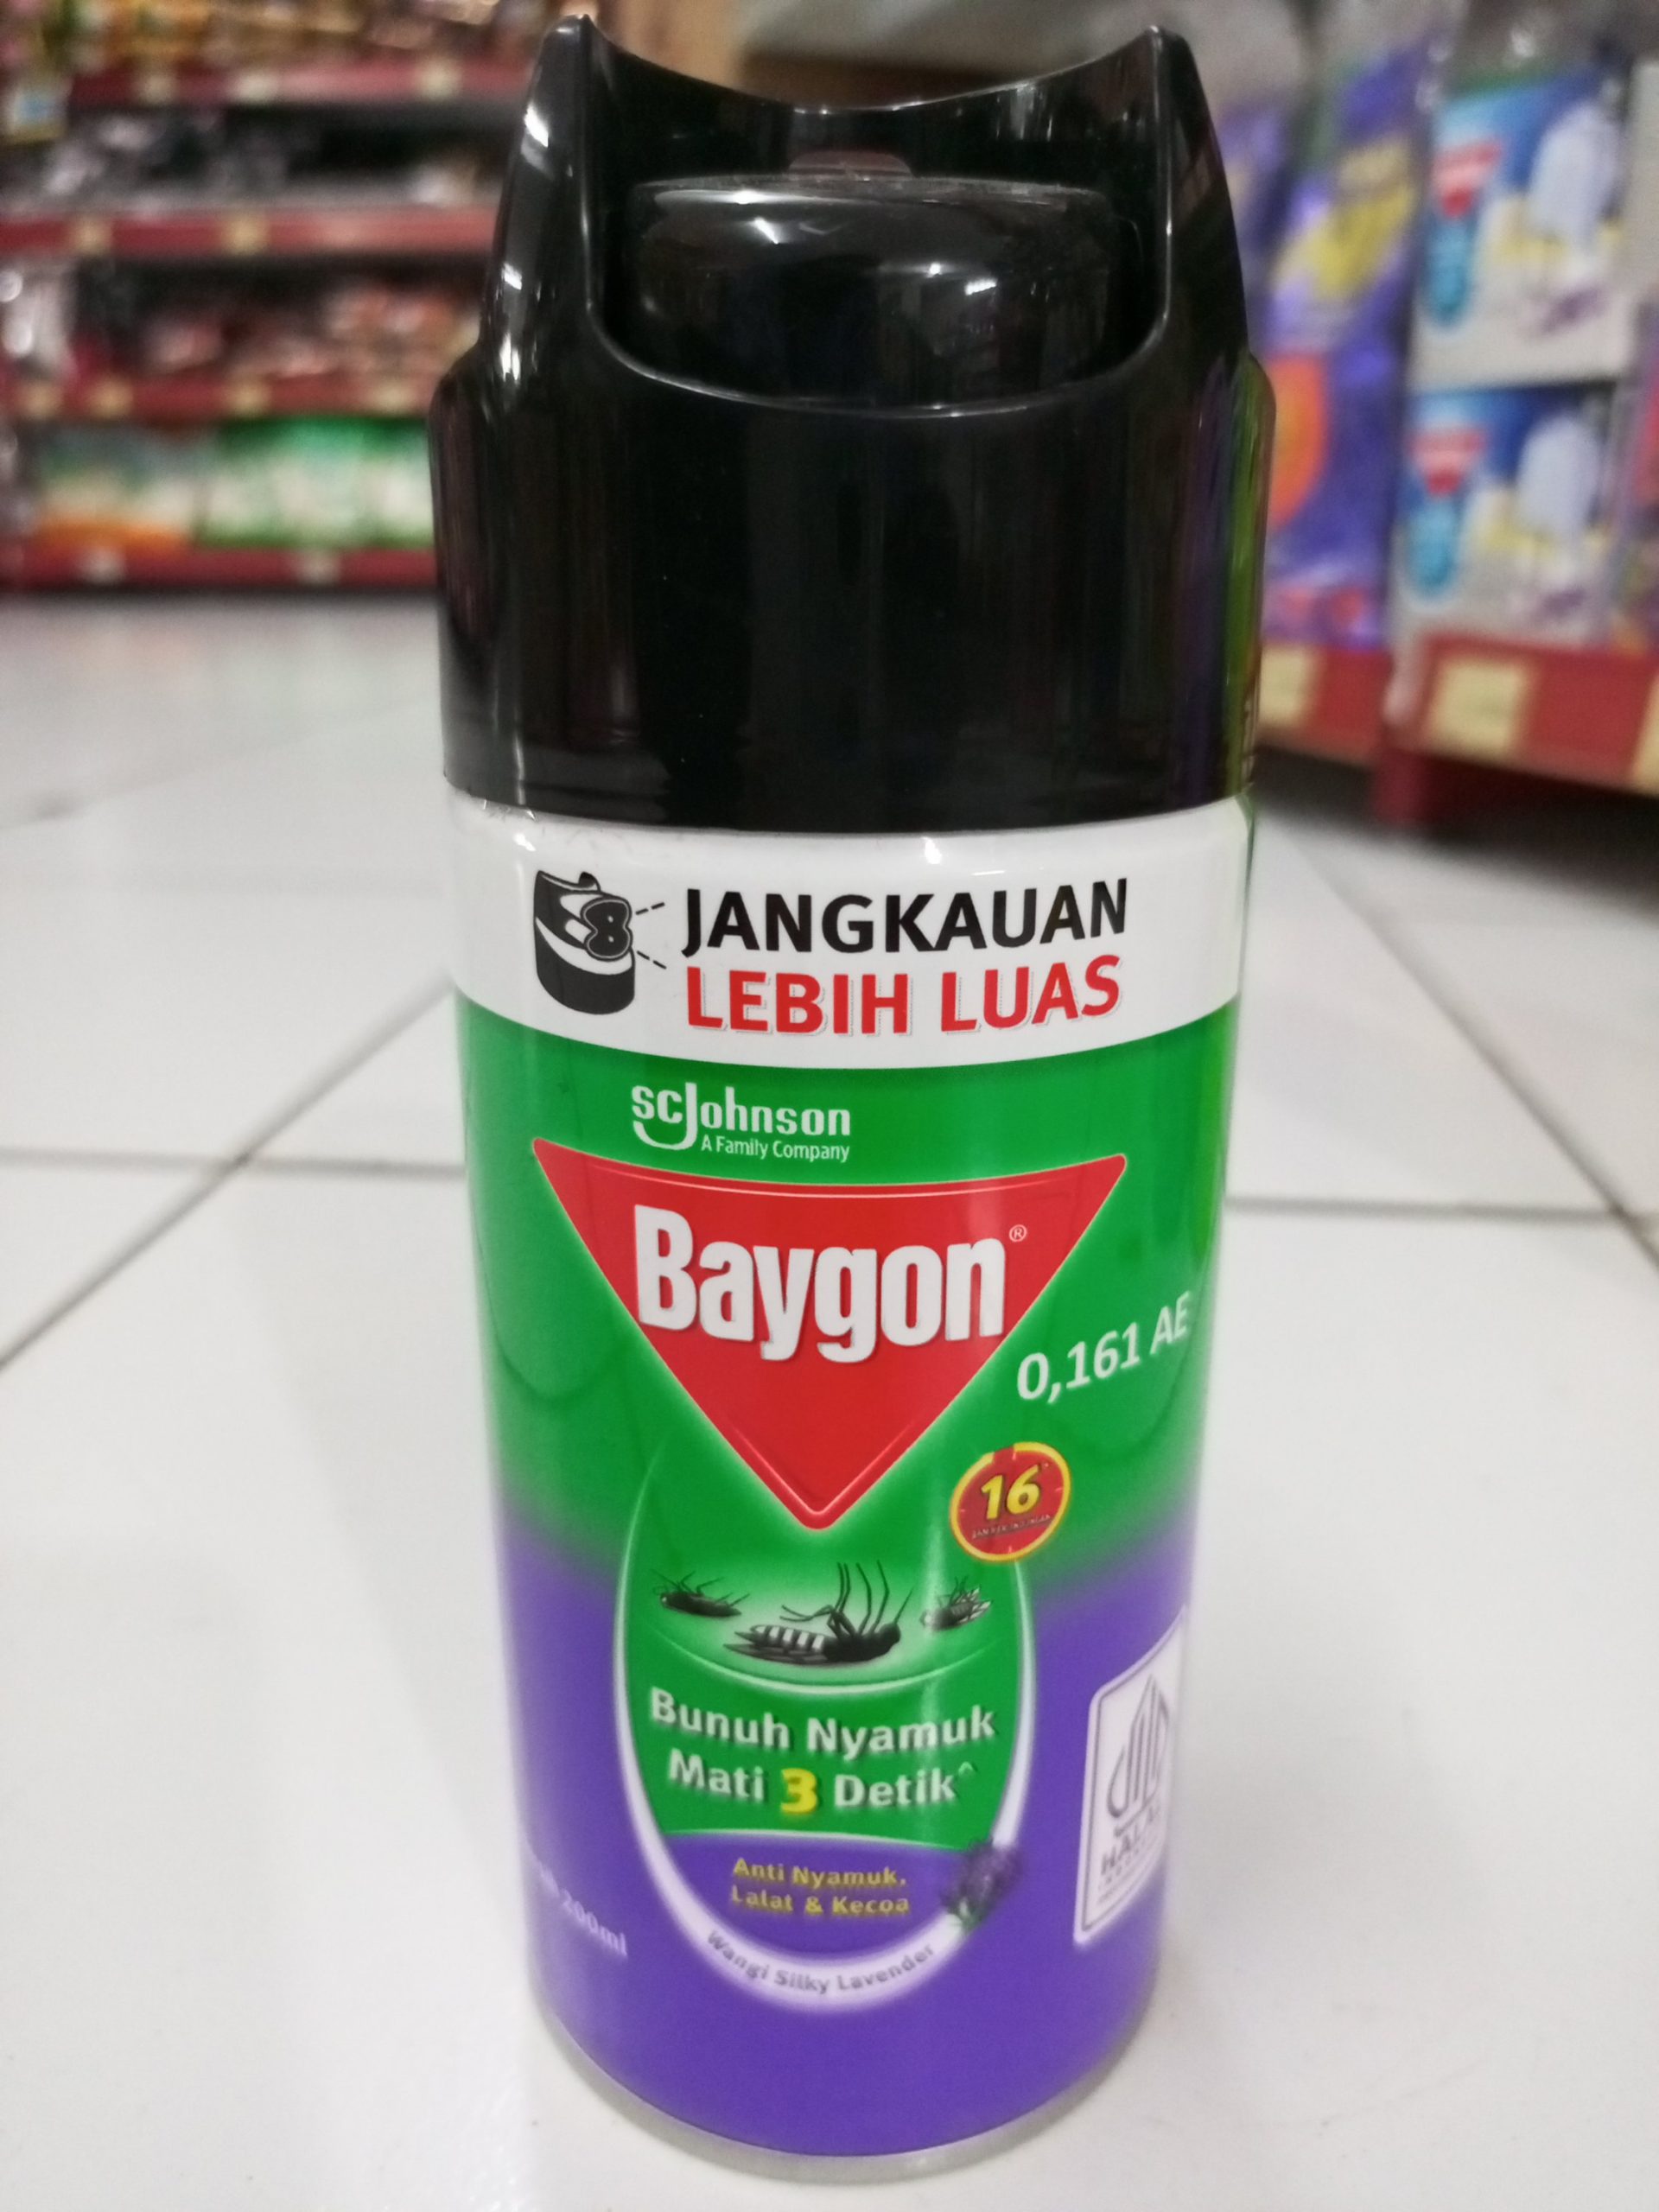 JANGKAUAN
LEBIH LUAS
scJohnson
A Family Company
Baygon®
0,161 AE
16
Bunuh Nyamuk
Mati 3 Detik^
Anti Nyamuk,
Lalat & Kecoa
Wangi Silky Lavender
200ml
HALAL